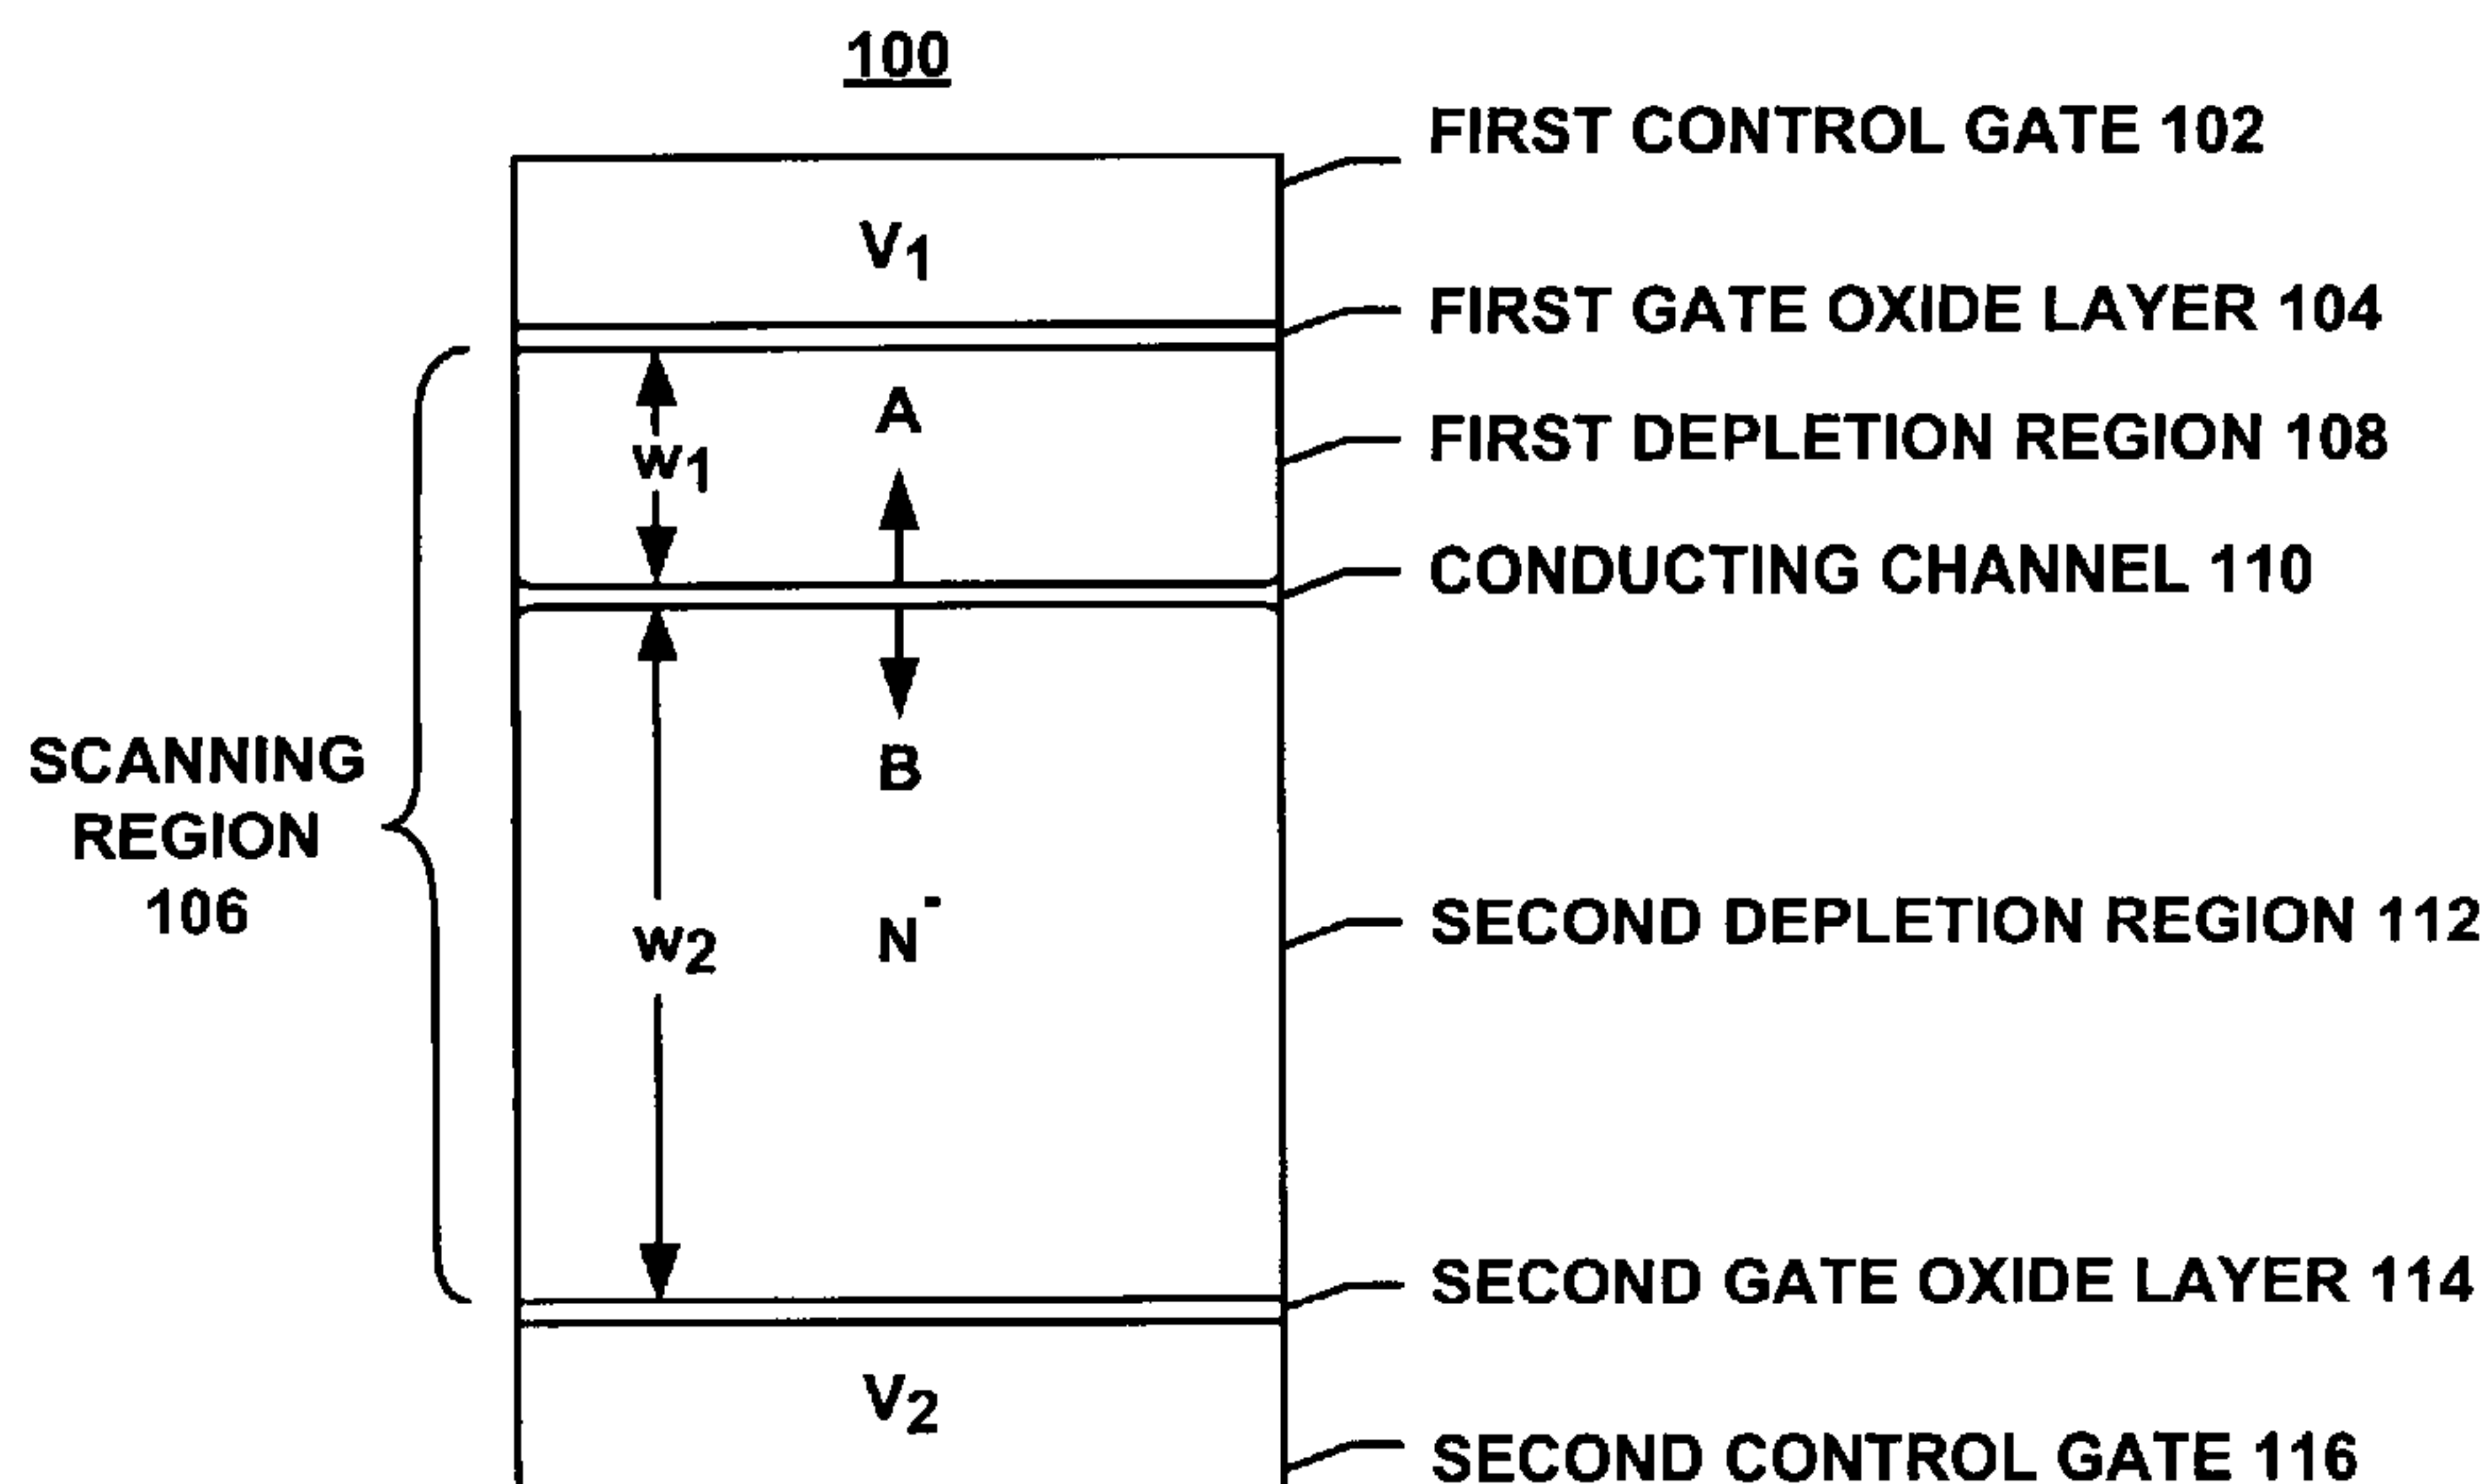 100
FIRST CONTROL GATE 102
V1
FIRST GATE OXIDE LAYER 104
A
FIRST DEPLETION REGION 108
w1
CONDUCTING CHANNEL 110
SCANNING
REGION
106
B
w2
N-
SECOND DEPLETION REGION 112
SECOND GATE OXIDE LAYER 114
V2
SECOND CONTROL GATE 116